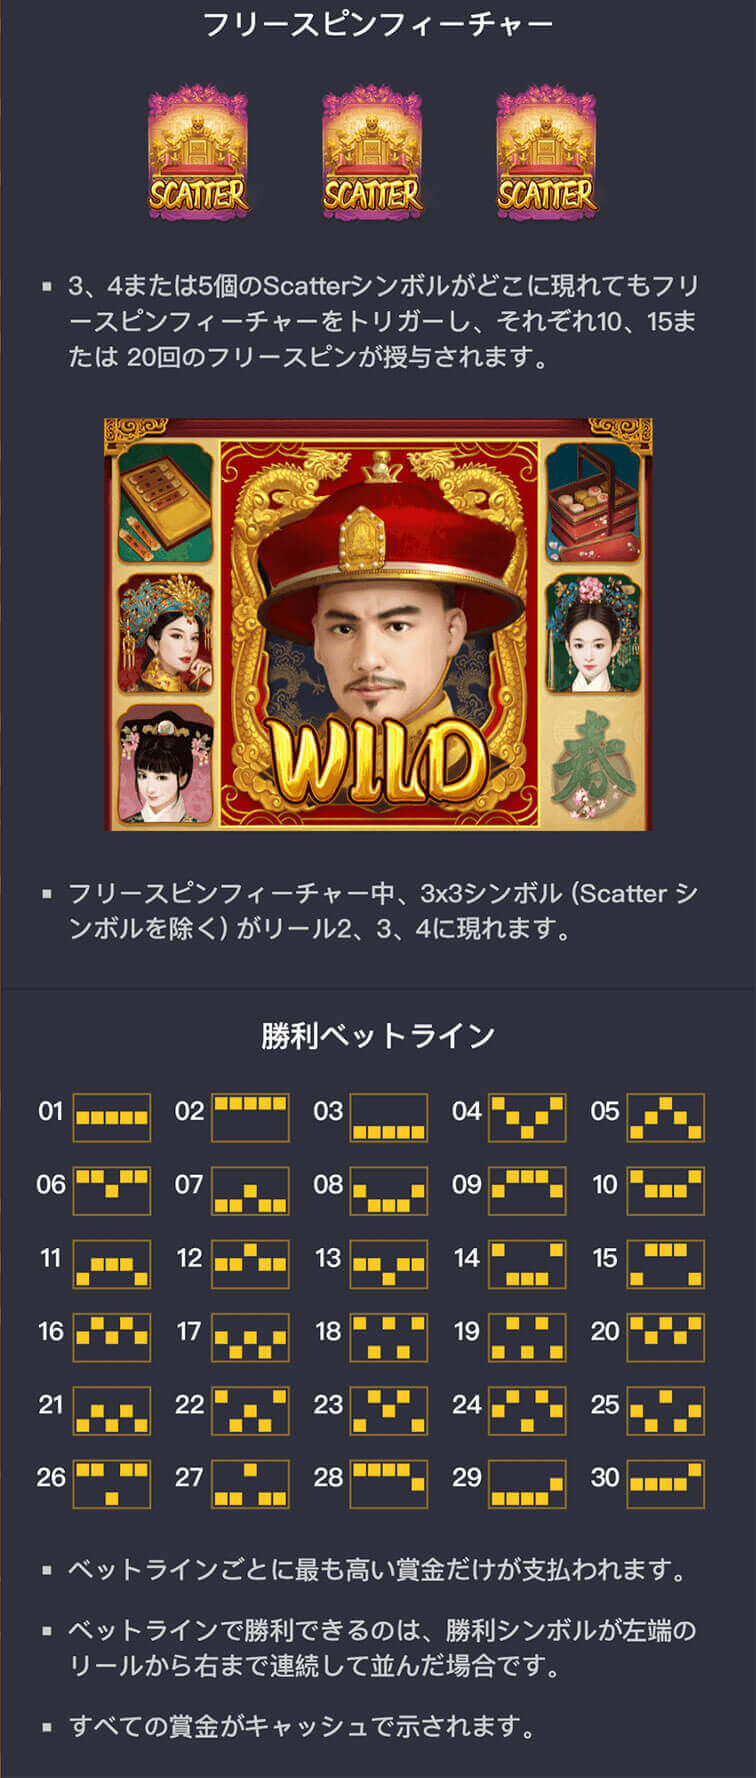 フリースピンフィーチャー
SCATTER SCATTER SCATTER
▪ 3、4または5個のScatterシンボルがどこに現れてもフリ
ースピンフィーチャーをトリガーし、それぞれ10、15ま
たは 20回のフリースピンが授与されます。
WILD
春
▪ フリースピンフィーチャー中、3x3シンボル (Scatter シ
ンボルを除く) がリール2、3、4に現れます。
勝利ベットライン
01 02 03 04 05
06 07 08 09 10
11 12 13 14 15
16 17 18 19 20
21 22 23 24 25
26 27 28 29 30
▪ ベットラインごとに最も高い賞金だけが支払われます。
▪ ベットラインで勝利できるのは、勝利シンボルが左端の
リールから右まで連続して並んだ場合です。
▪ すべての賞金がキャッシュで示されます。